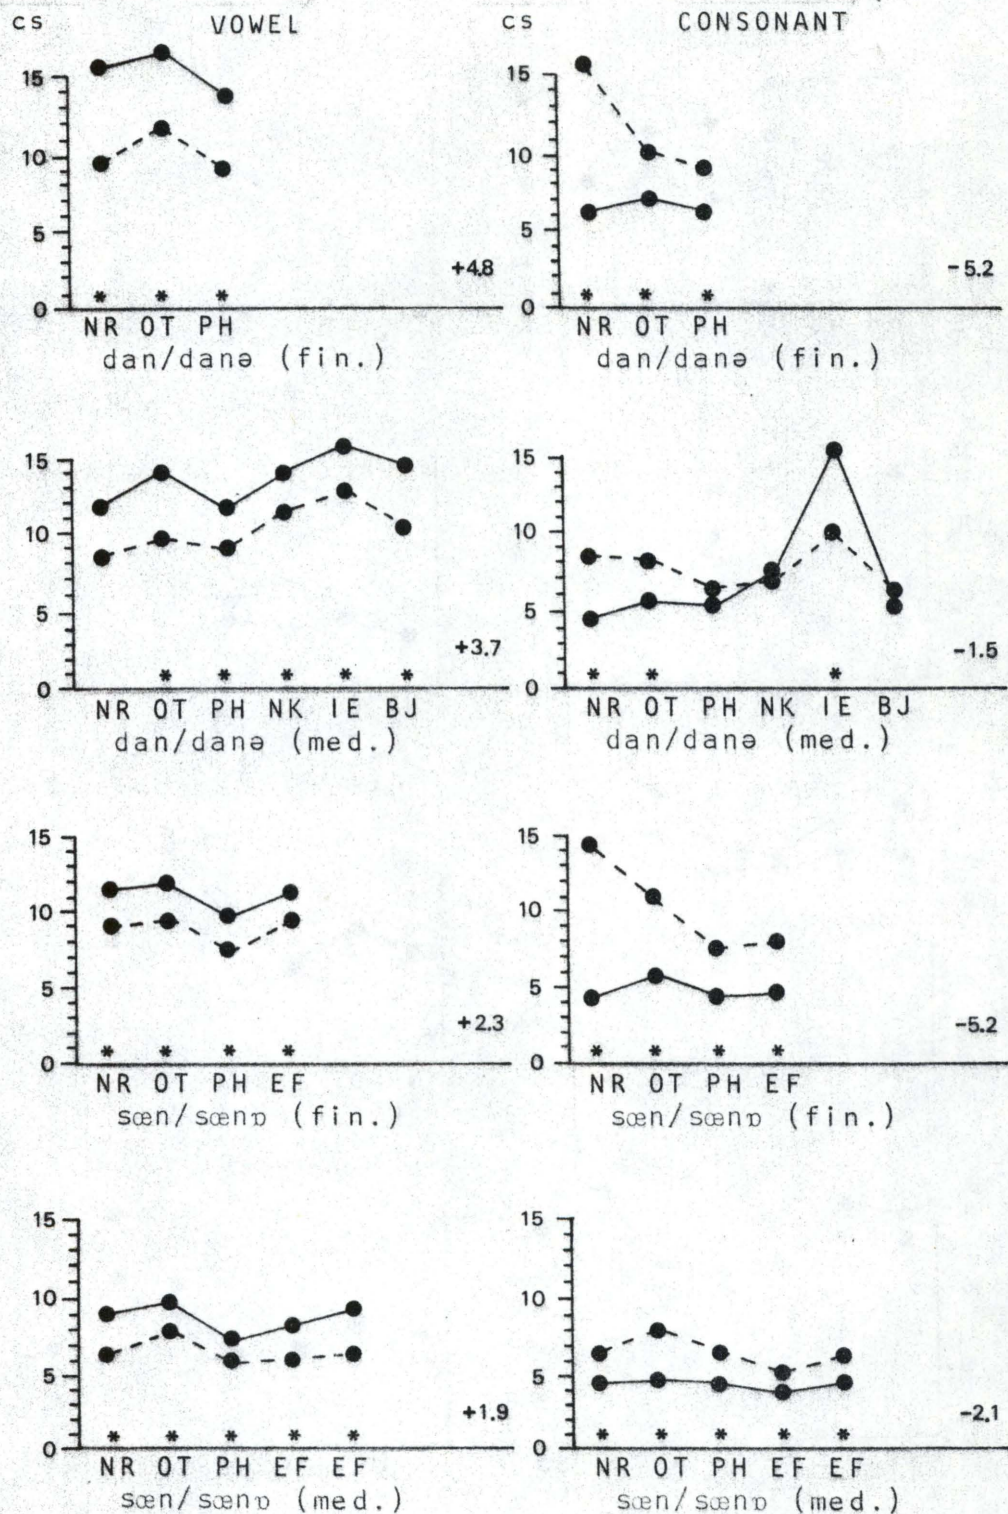 cs VOWEL cs CONSONANT
15 15
10 10
5 5
+4.8 -5.2
* * * * * *
0 0
NR OT PH NR OT PH
dan/danə (fin.) dan/danə (fin.)
15 15
10 10
5 5
+3.7 -1.5
* * * * * * * *
0 0
NR OT PH NK IE BJ NR OT PH NK IE BJ
dan/danə (med.) dan/danə (med.)
15 15
10 10
5 5
+2.3 -5.2
* * * * * * * *
0 0
NR OT PH EF NR OT PH EF
sœn/sœnɒ (fin.) sœn/sœnɒ (fin.)
15 15
10 10
5 5
+1.9 -2.1
* * * * * * * * * *
0 0
NR OT PH EF EF NR OT PH EF EF
sœn/sœnɒ (med.) sœn/sœnɒ (med.)